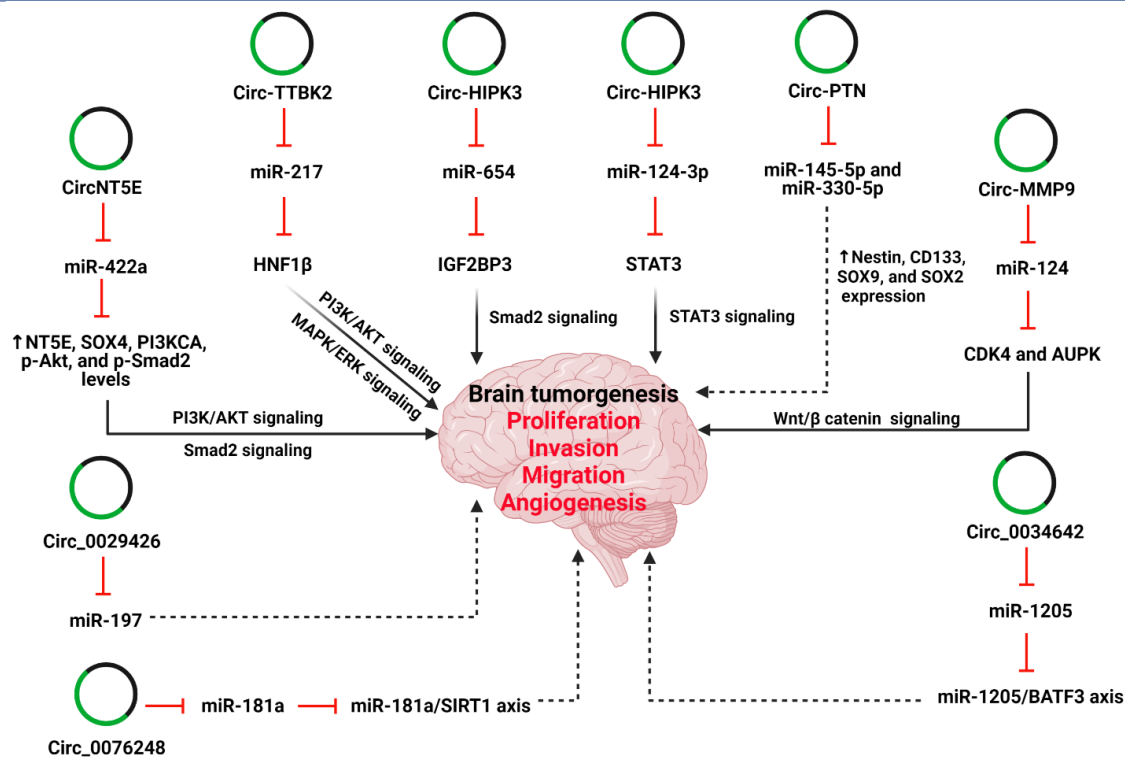 Circ-TTBK2
Circ-HIPK3
Circ-HIPK3
Circ-PTN
CircNT5E
Circ-MMP9
miR-217
miR-654
miR-124-3p
miR-145-5p and
miR-330-5p
miR-422a
HNF1β
IGF2BP3
STAT3
↑Nestin, CD133,
SOX9, and SOX2
expression
miR-124
↑NT5E, SOX4, PI3KCA,
p-Akt, and p-Smad2
levels
PI3K/AKT signaling
MAPK/ERK signaling
Smad2 signaling
STAT3 signaling
CDK4 and AUPK
PI3K/AKT signaling
Smad2 signaling
Brain tumorgenesis
Proliferation
Invasion
Migration
Angiogenesis
Wnt/β catenin signaling
Circ_0029426
miR-197
Circ_0034642
miR-1205
miR-1205/BATF3 axis
miR-181a
miR-181a/SIRT1 axis
Circ_0076248